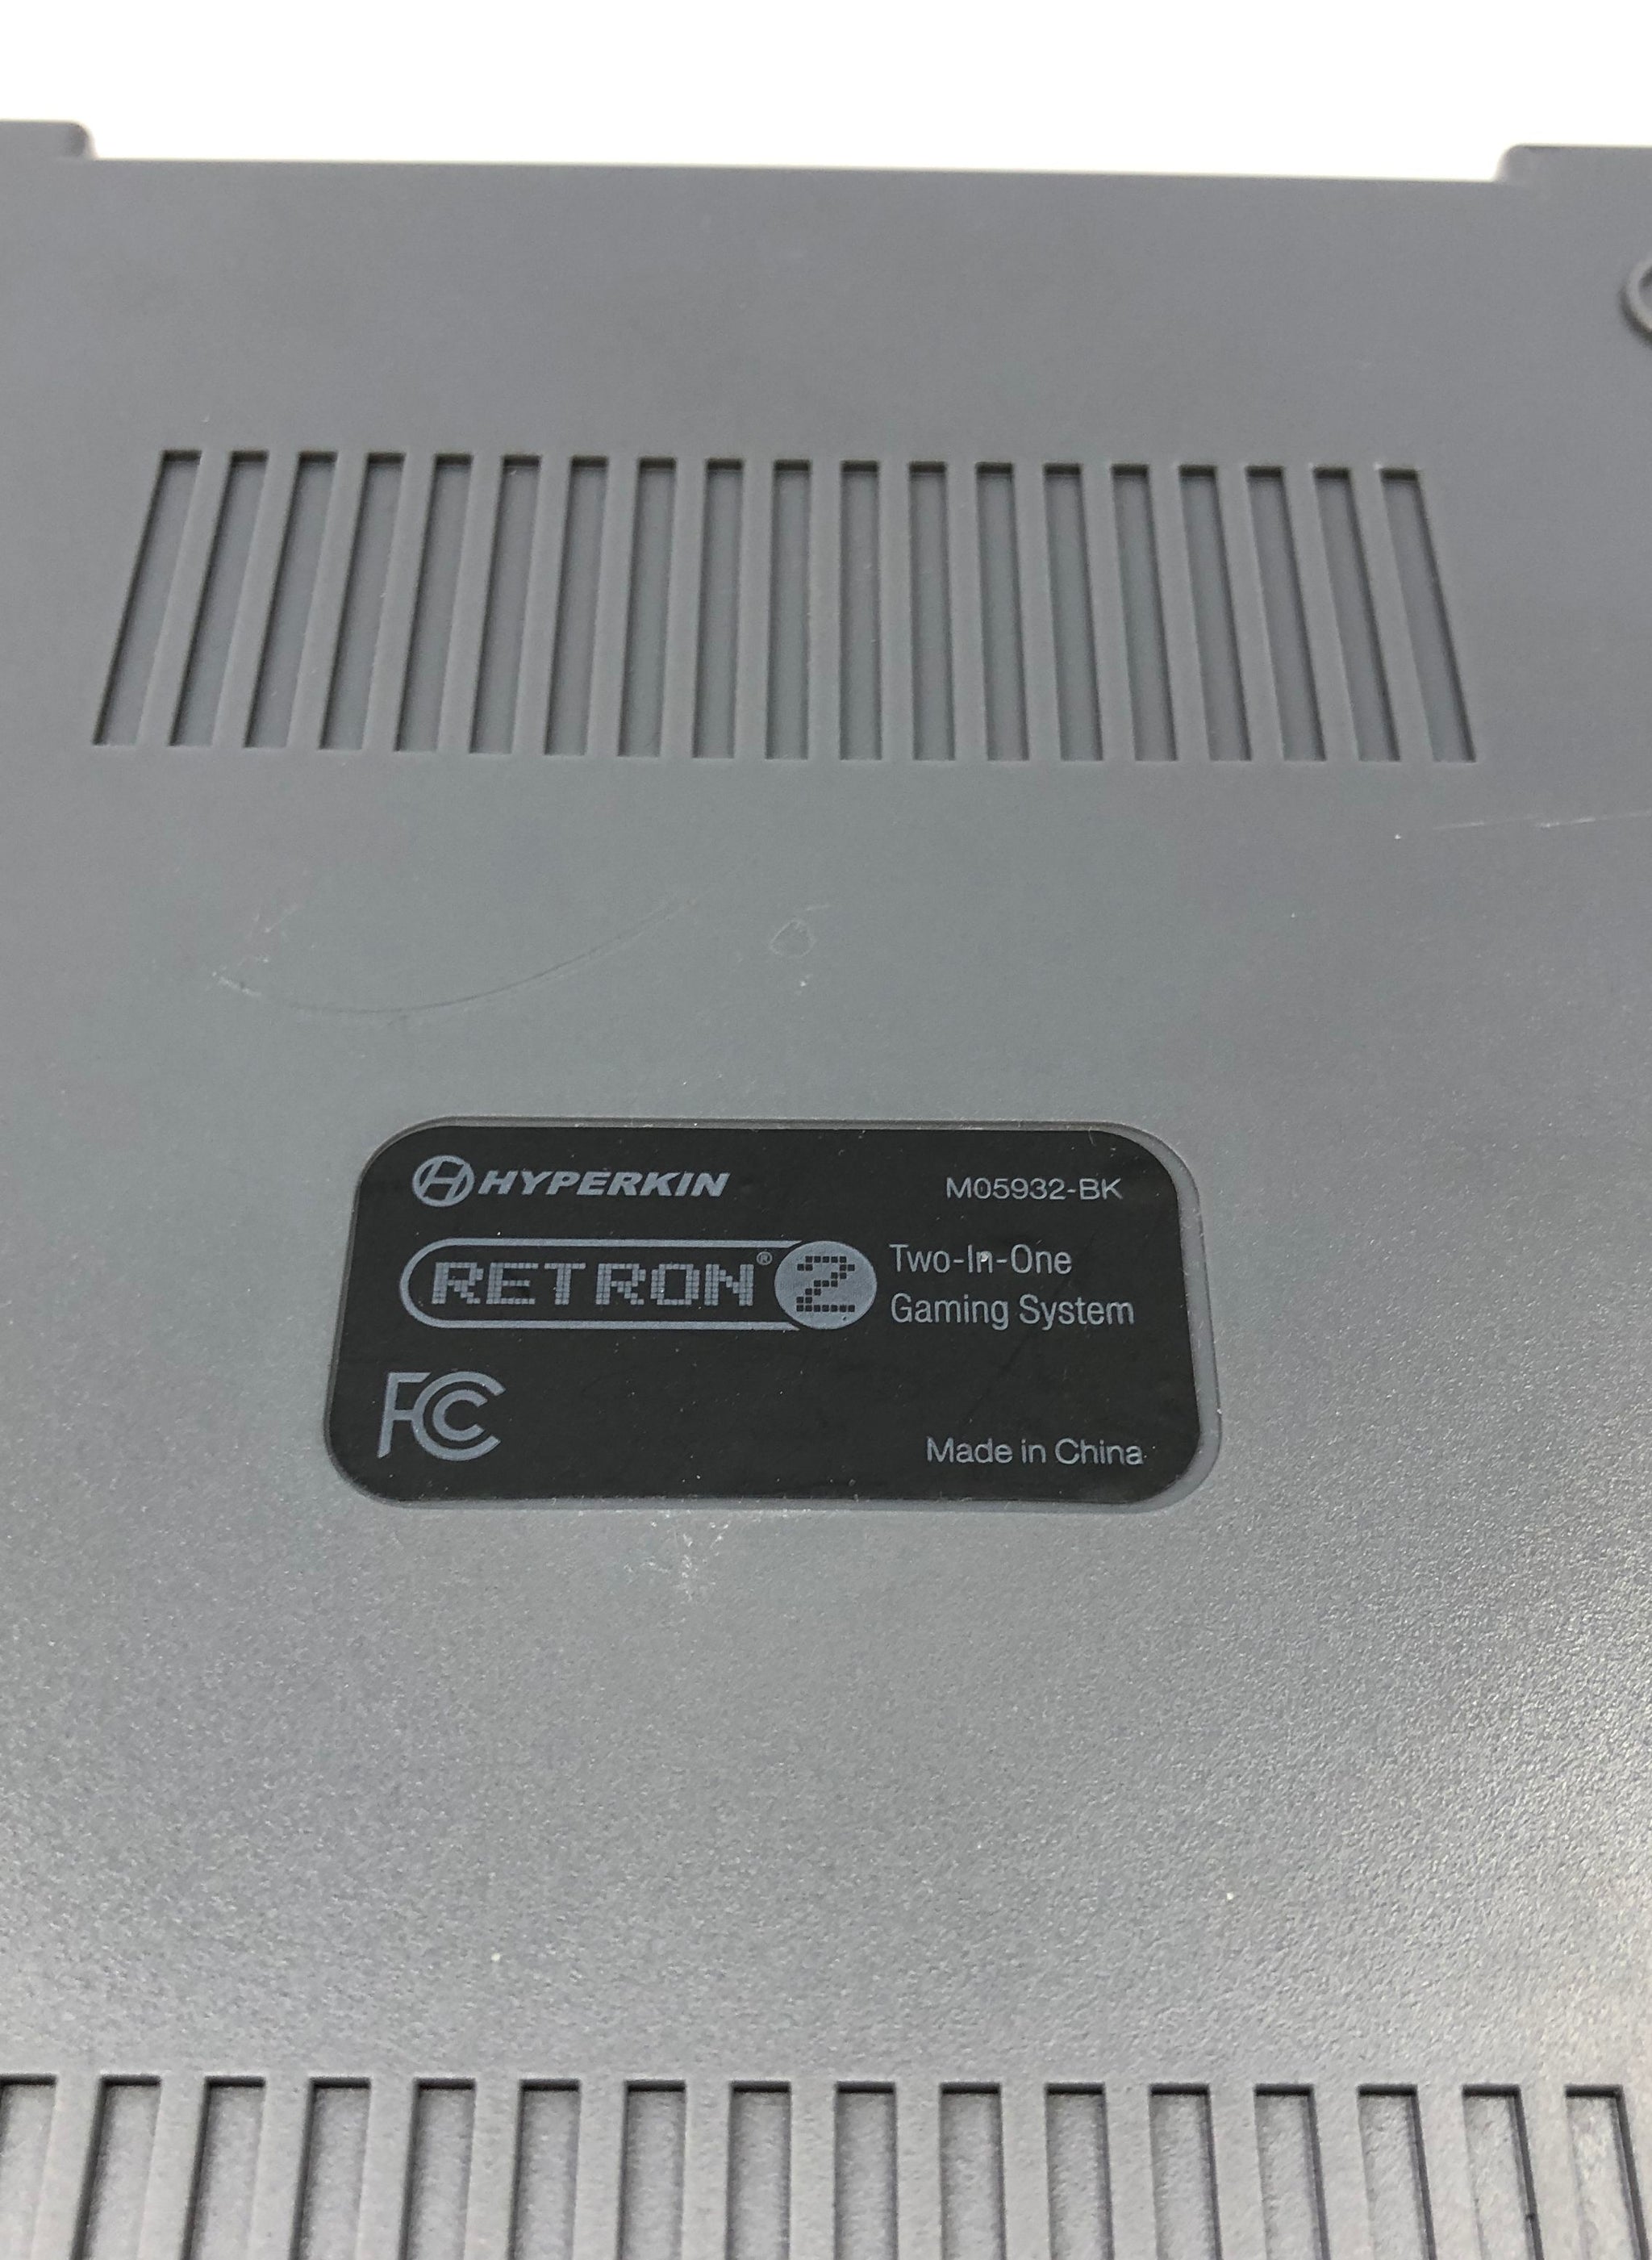 HYPERKIN M05932-BK
RETRON® 2 Two-In-One
Gaming System
FC
Made in China